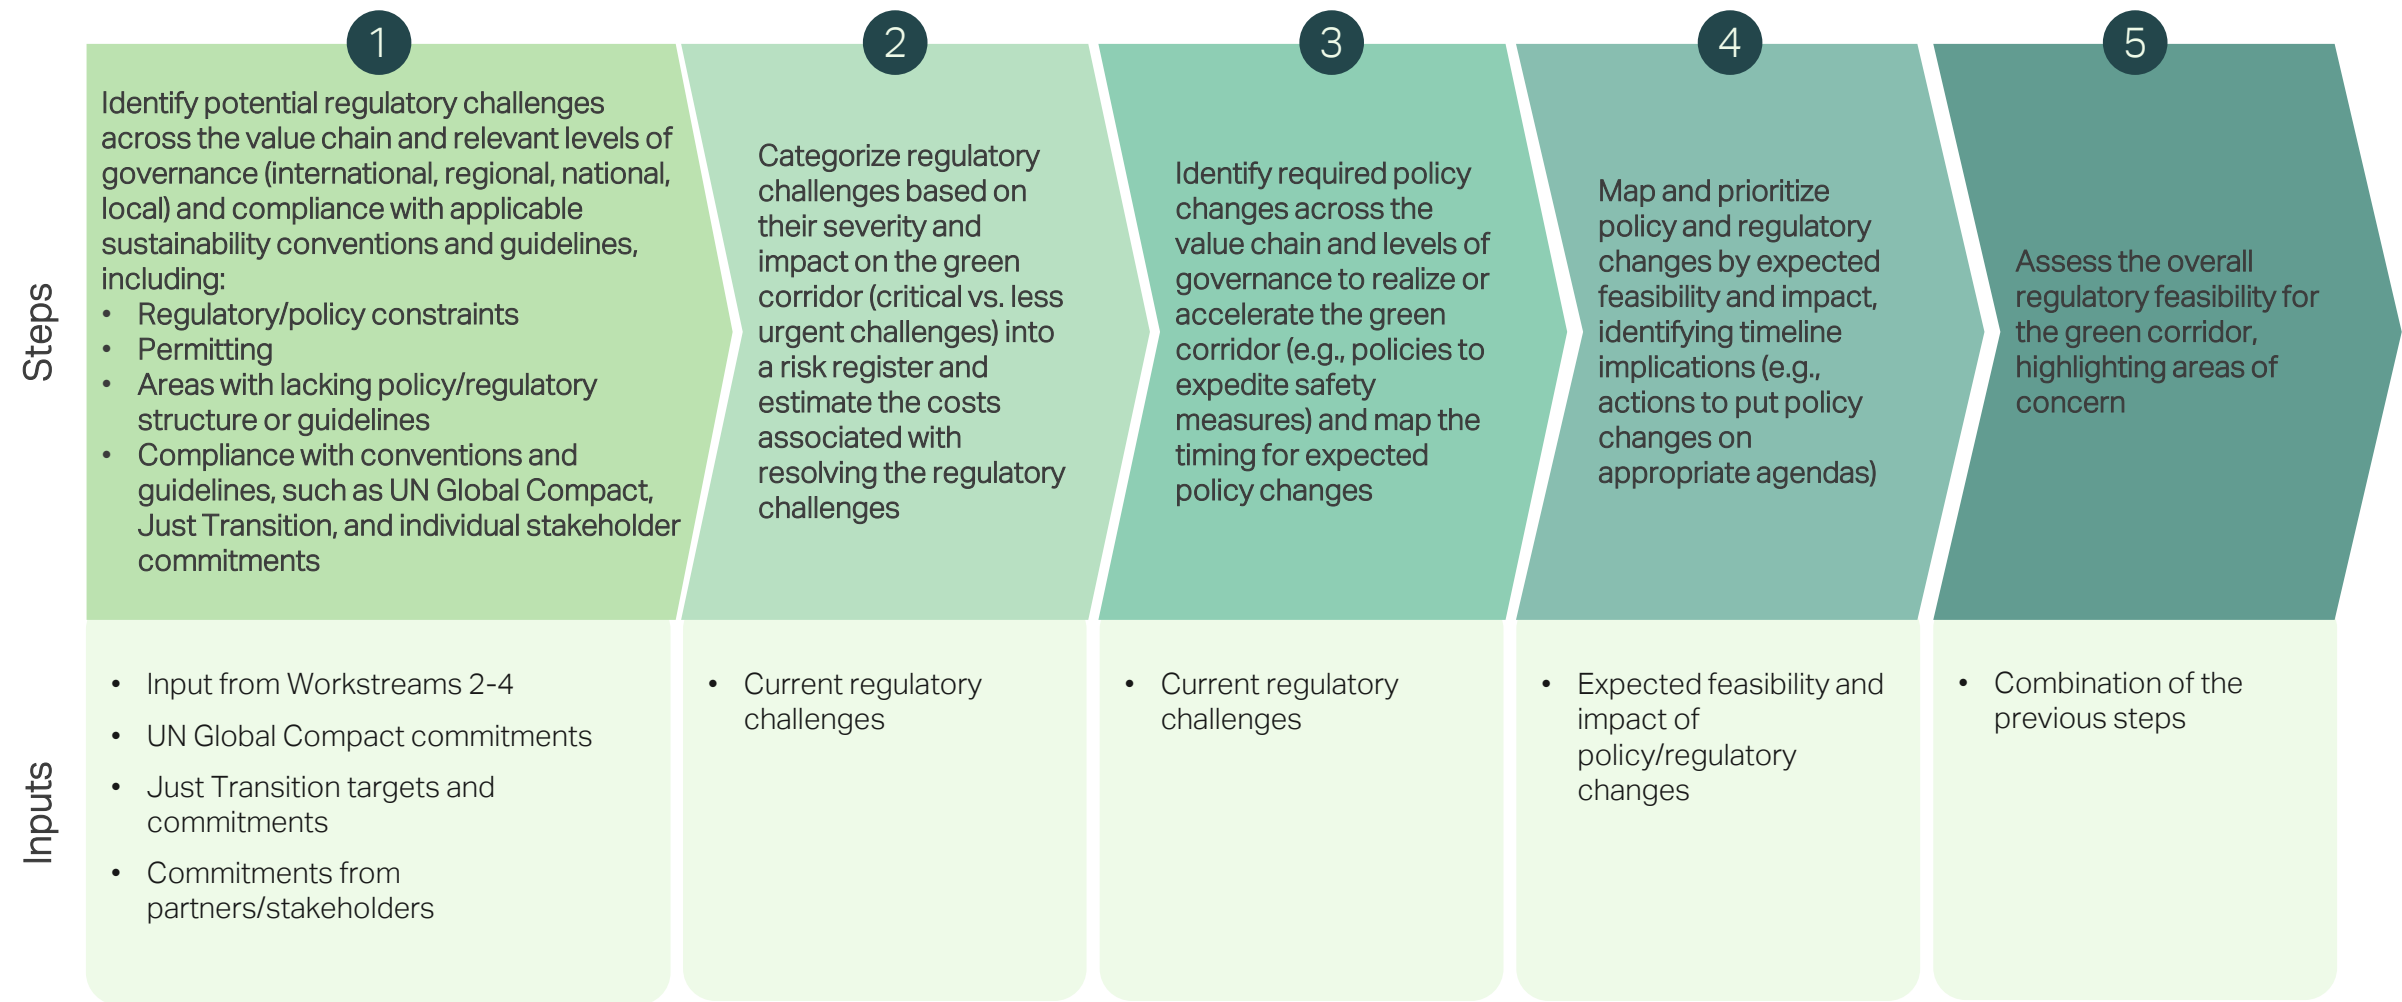 1
2
3
4
5
Steps
Identify potential regulatory challenges
across the value chain and relevant levels of
governance (international, regional, national,
local) and compliance with applicable
sustainability conventions and guidelines,
including:
• Regulatory/policy constraints
• Permitting
• Areas with lacking policy/regulatory
structure or guidelines
• Compliance with conventions and
guidelines, such as UN Global Compact,
Just Transition, and individual stakeholder
commitments
Categorize regulatory
challenges based on
their severity and
impact on the green
corridor (critical vs. less
urgent challenges) into
a risk register and
estimate the costs
associated with
resolving the regulatory
challenges
Identify required policy
changes across the
value chain and levels of
governance to realize or
accelerate the green
corridor (e.g., policies to
expedite safety
measures) and map the
timing for expected
policy changes
Map and prioritize
policy and regulatory
changes by expected
feasibility and impact,
identifying timeline
implications (e.g.,
actions to put policy
changes on
appropriate agendas)
Assess the overall
regulatory feasibility for
the green corridor,
highlighting areas of
concern
Inputs
• Input from Workstreams 2-4
• UN Global Compact commitments
• Just Transition targets and
commitments
• Commitments from
partners/stakeholders
• Current regulatory
challenges
• Current regulatory
challenges
• Expected feasibility and
impact of
policy/regulatory
changes
• Combination of the
previous steps